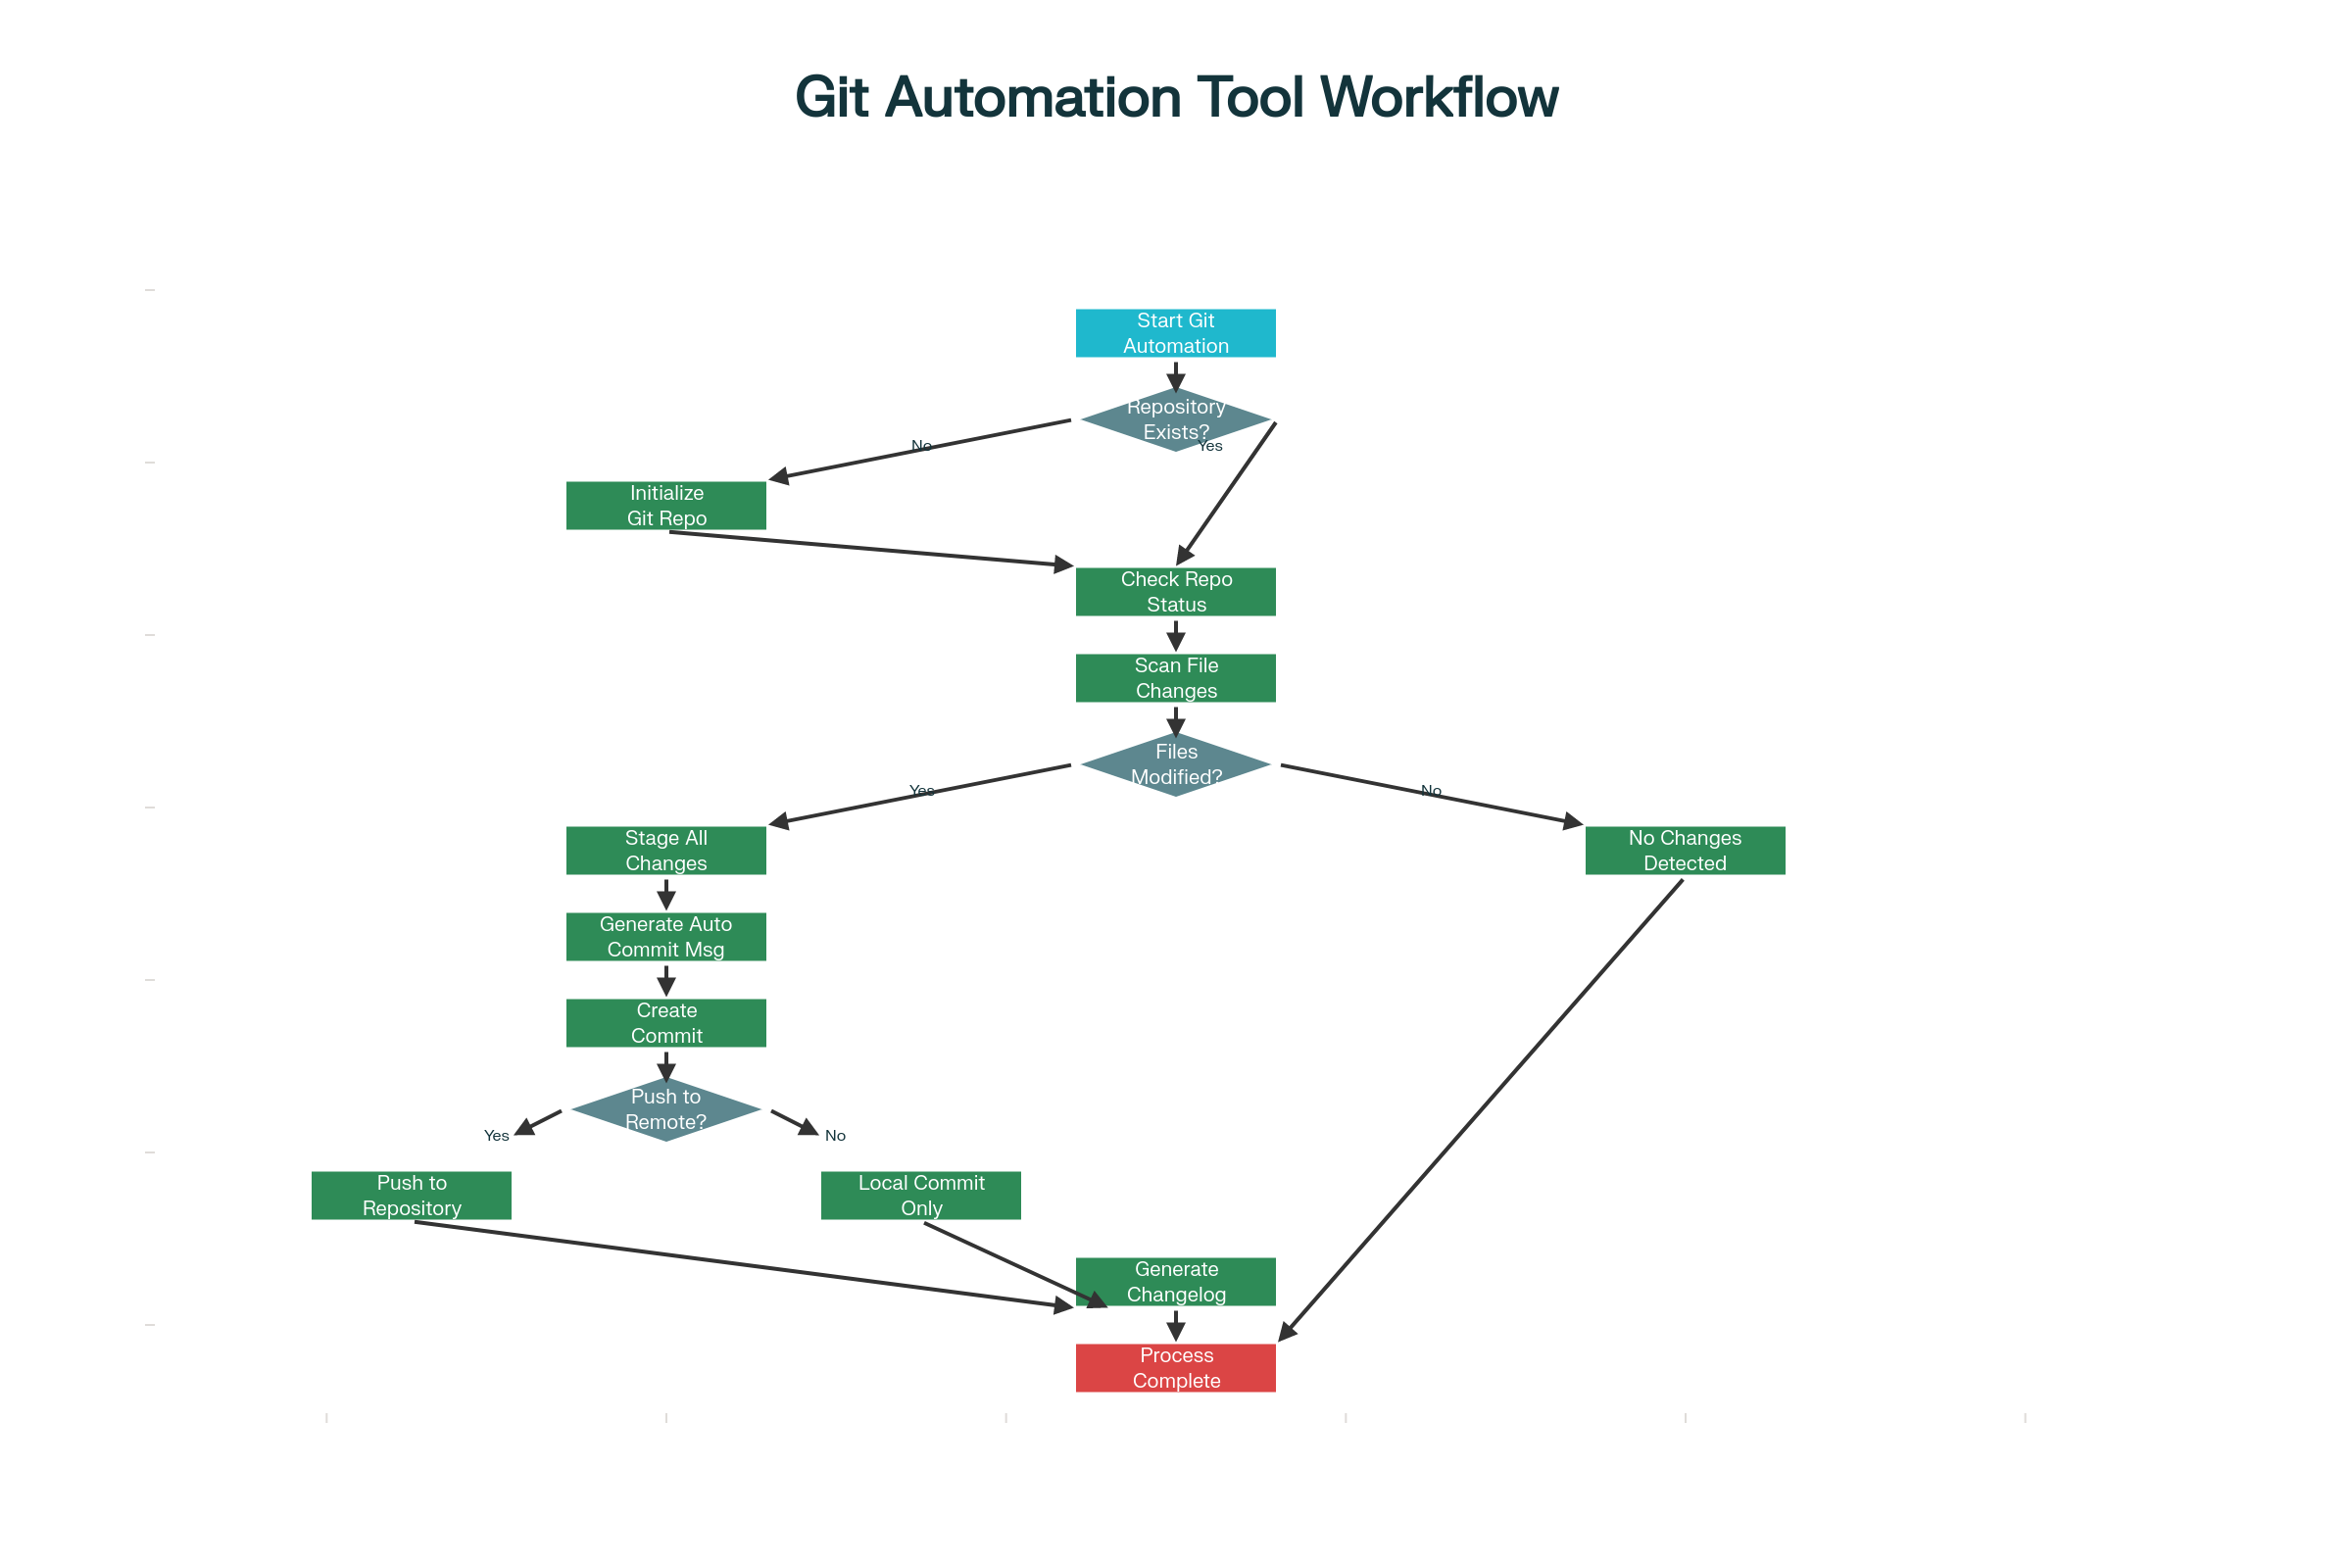 Git Automation Tool Workflow
Start Git
Automation
Repository
Exists?
No
Yes
Initialize
Git Repo
Check Repo
Status
Scan File
Changes
Files
Modified?
Yes
No
Stage All
Changes
No Changes
Detected
Generate Auto
Commit Msg
Create
Commit
Push to
Remote?
Yes
No
Push to
Repository
Local Commit
Only
Generate
Changelog
Process
Complete